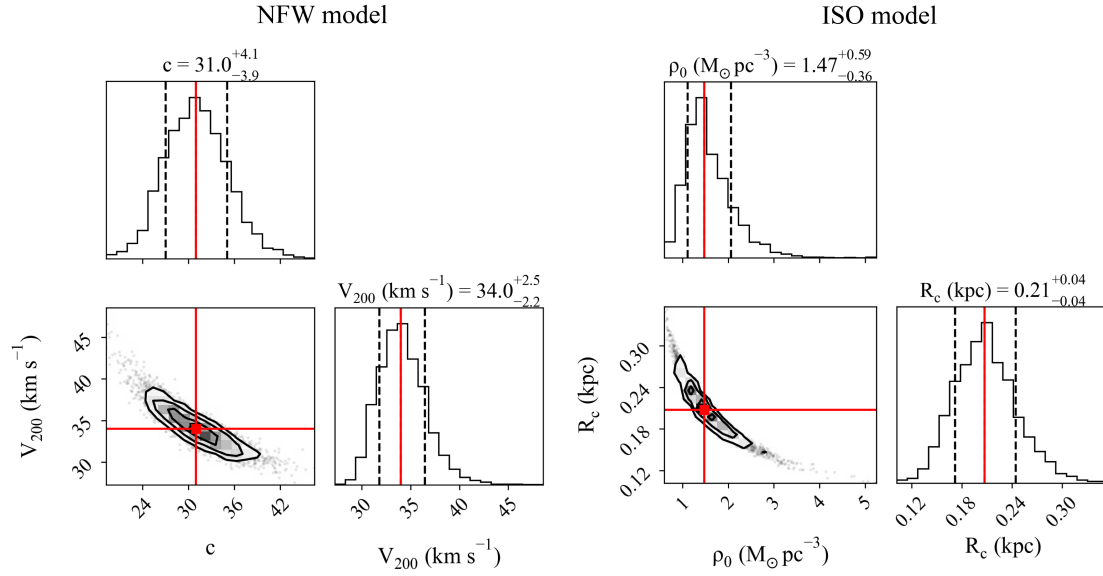 NFW model
ISO model
c = 31.0+4.1−3.9
ρ0 (M⊙ pc−3) = 1.47+0.59−0.36
V200 (km s−1) = 34.0+2.5−2.2
Rc (kpc) = 0.21+0.04−0.04
V200 (km s−1)
45
40
35
30
24
30
36
42
c
30
35
40
45
V200 (km s−1)
Rc (kpc)
0.30
0.24
0.18
0.12
1
2
3
4
5
ρ0 (M⊙ pc−3)
0.12
0.18
0.24
0.30
Rc (kpc)